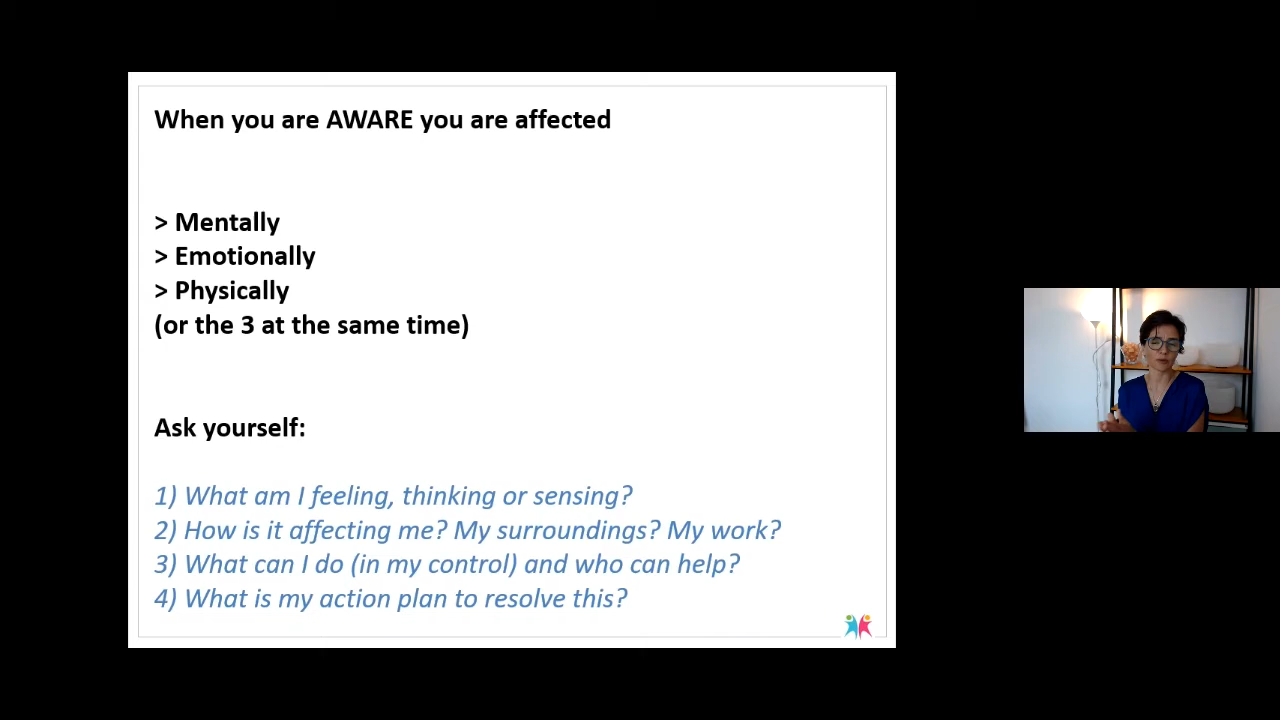 When you are AWARE you are affected
> Mentally
> Emotionally
> Physically
(or the 3 at the same time)
Ask yourself:
1) What am I feeling, thinking or sensing?
2) How is it affecting me? My surroundings? My work?
3) What can I do (in my control) and who can help?
4) What is my action plan to resolve this?